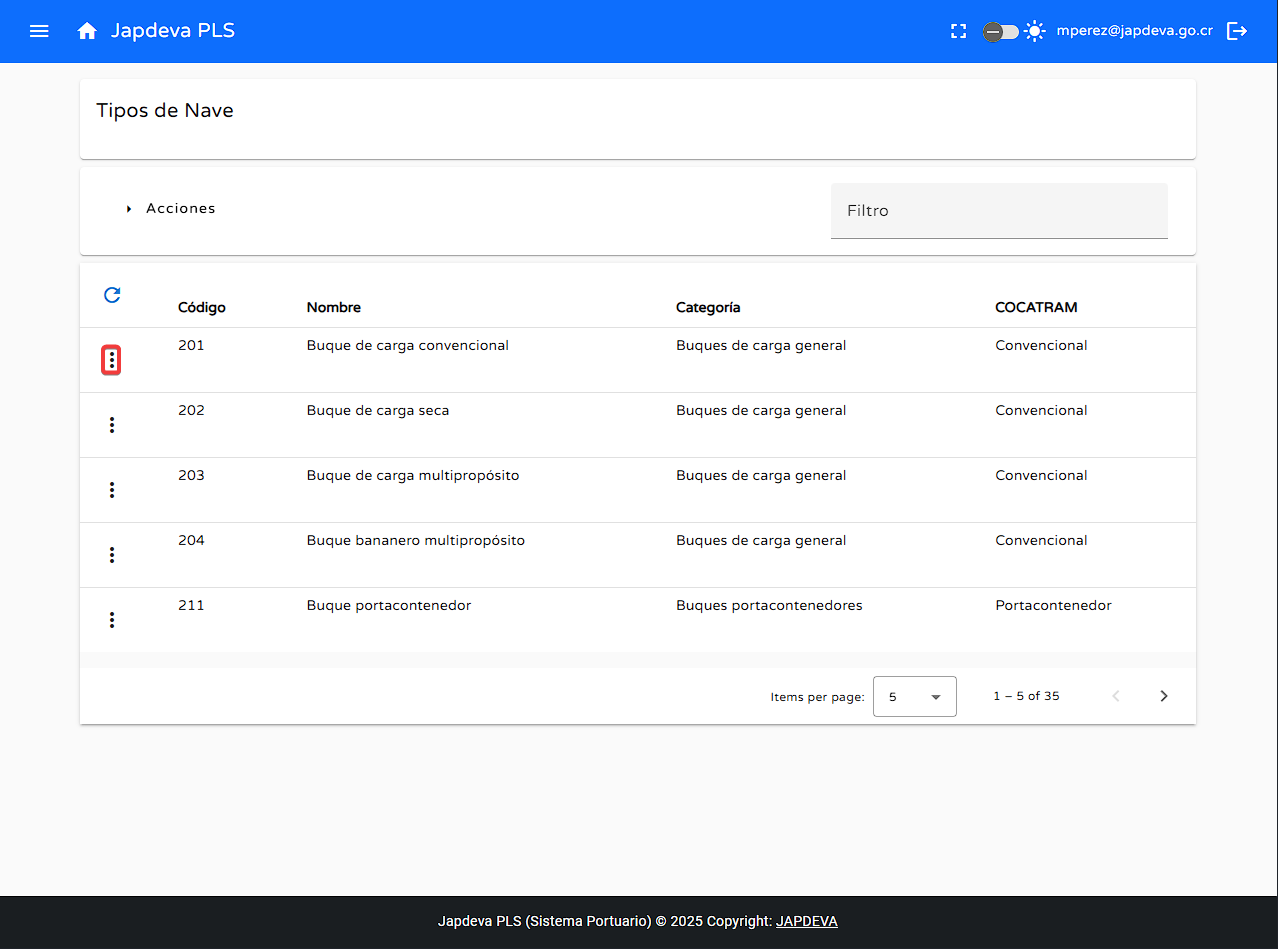 Japdeva PLS mperez@japdeva.go.cr
Tipos de Nave
Acciones Filtro
Código Nombre Categoría COCATRAM
201 Buque de carga convencional Buques de carga general Convencional
202 Buque de carga seca Buques de carga general Convencional
203 Buque de carga multipropósito Buques de carga general Convencional
204 Buque bananero multipropósito Buques de carga general Convencional
211 Buque portacontenedor Buques portacontenedores Portacontenedor
Items per page: 5 1 – 5 of 35
Japdeva PLS (Sistema Portuario) © 2025 Copyright: JAPDEVA